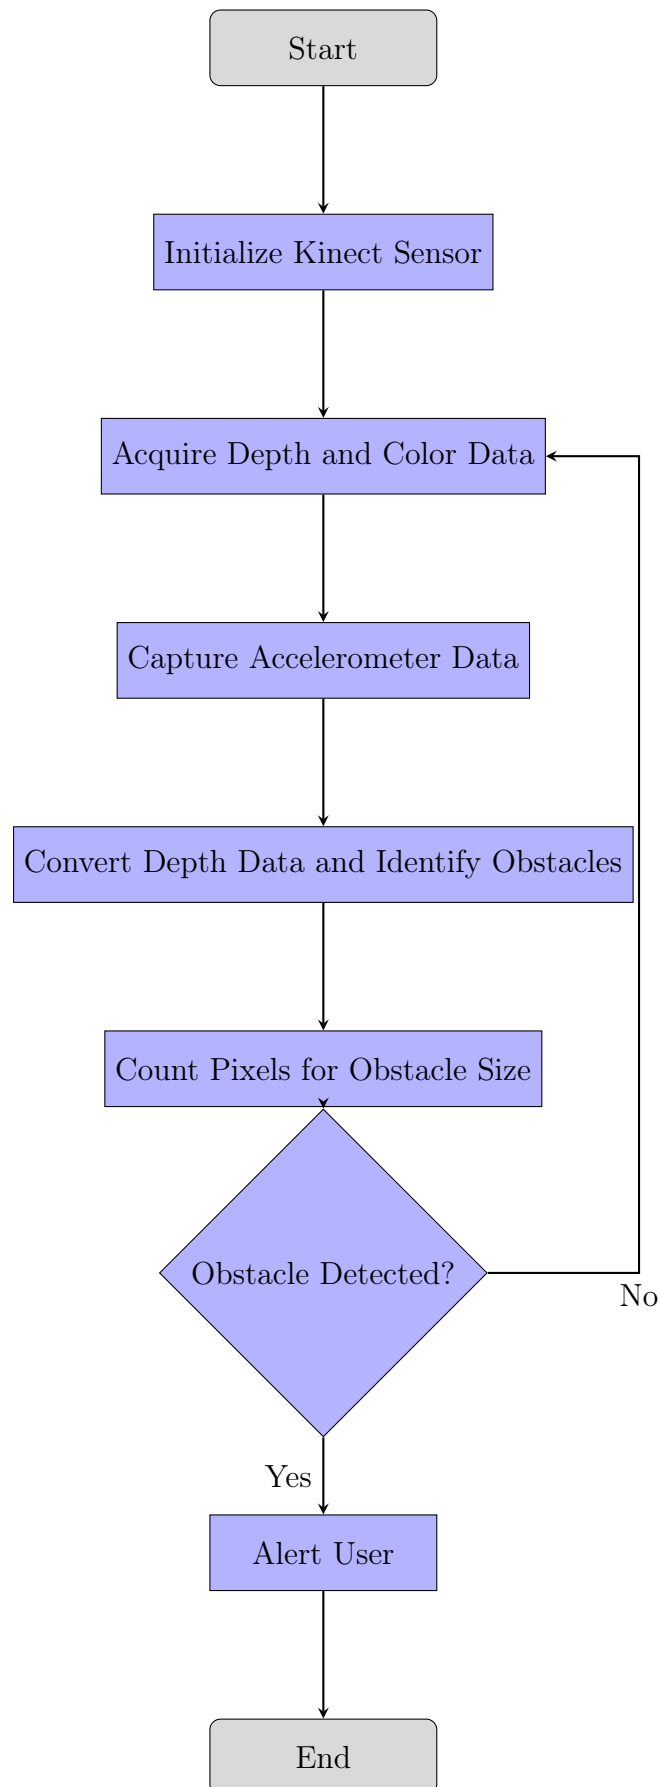 Start
Initialize Kinect Sensor
Acquire Depth and Color Data
Capture Accelerometer Data
Convert Depth Data and Identify Obstacles
Count Pixels for Obstacle Size
Obstacle Detected?
No
Yes
Alert User
End